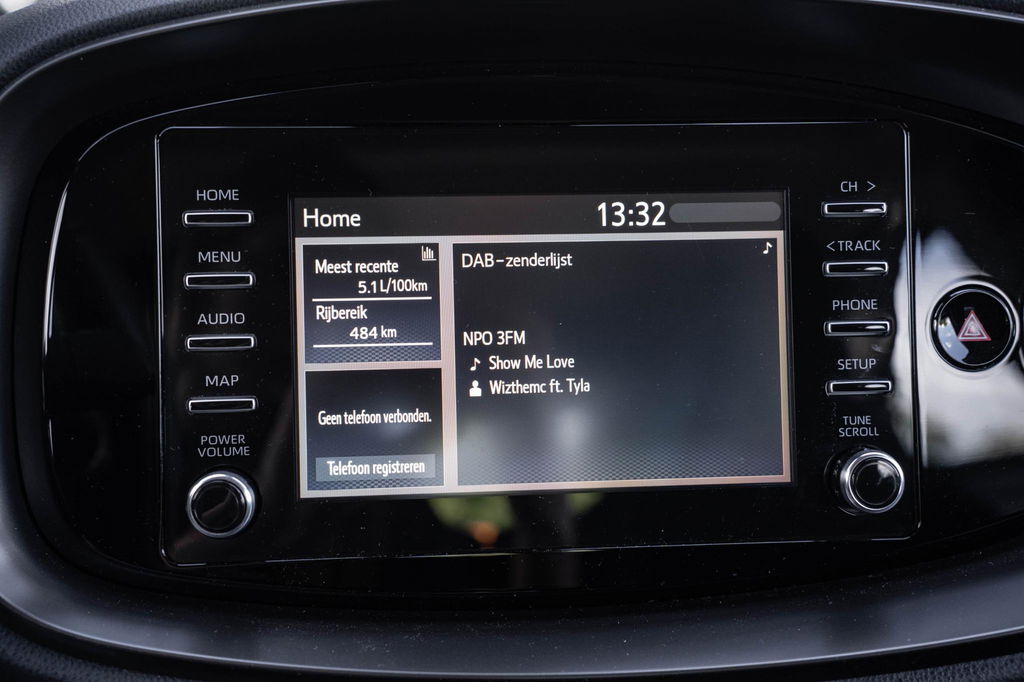 HOME
MENU
AUDIO
MAP
POWER
VOLUME
Home
13:32
Meest recente
5.1 L/100km
Rijbereik
484 km
Geen telefoon verbonden.
Telefoon registreren
DAB-zenderlijst
NPO 3FM
Show Me Love
Wizthemc ft. Tyla
CH >
< TRACK
PHONE
SETUP
TUNE
SCROLL